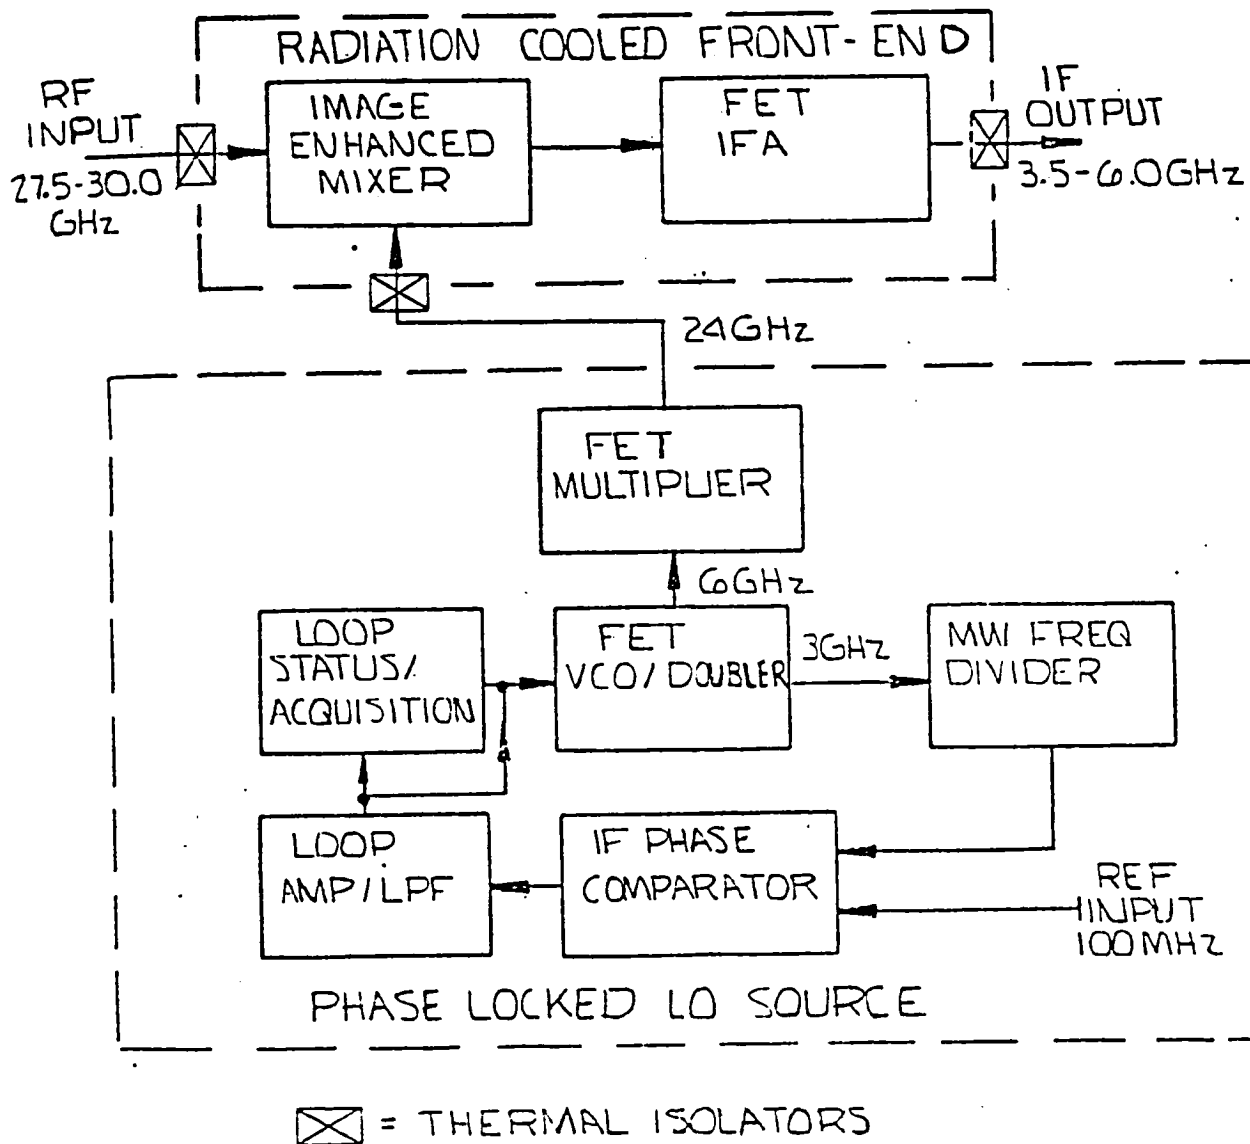 RADIATION COOLED FRONT-END
RF
INPUT
27.5-30.0
GHz
IMAGE
ENHANCED
MIXER
FET
IFA
IF
OUTPUT
3.5-6.0GHz
24GHz
FET
MULTIPLIER
6GHz
LOOP
STATUS/
ACQUISITION
FET
VCO/DOUBLER
3GHz
MW FREQ
DIVIDER
LOOP
AMP/LPF
IF PHASE
COMPARATOR
REF
INPUT
100MHz
PHASE LOCKED LO SOURCE
= THERMAL ISOLATORS